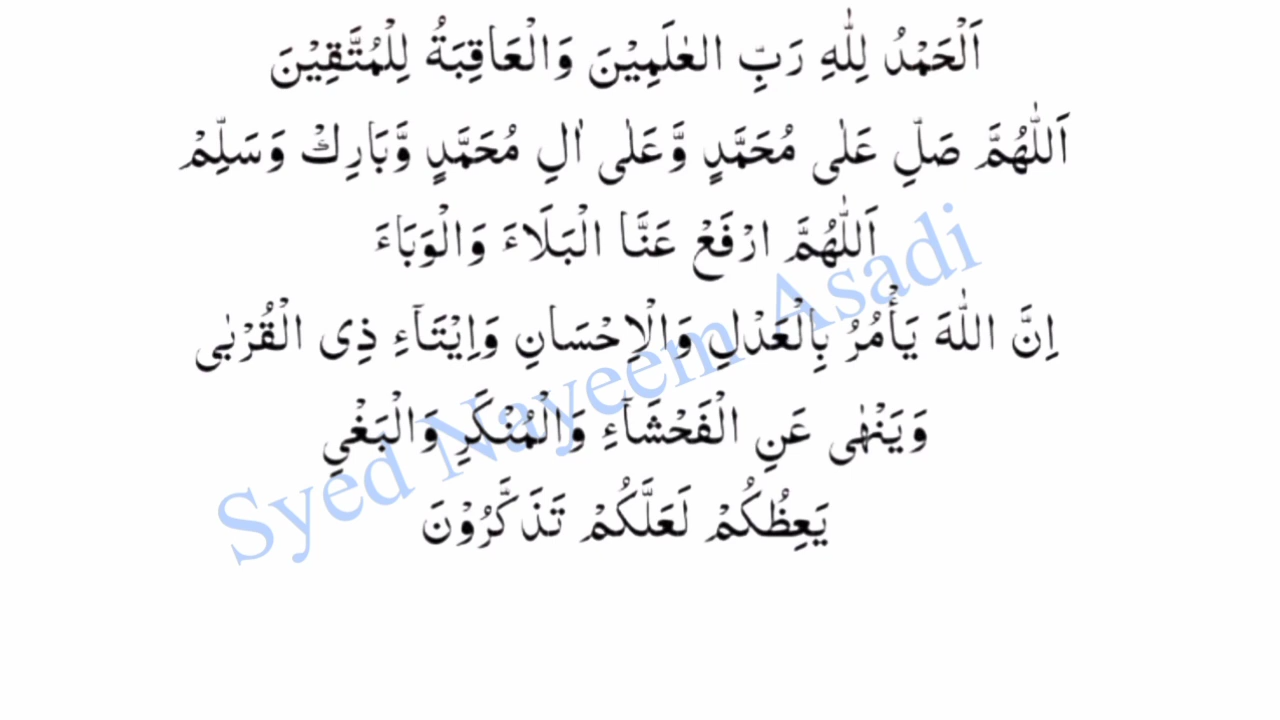 اَلْحَمْدُ لِلّٰهِ رَبِّ الْعٰلَمِيْنَ وَالْعَاقِبَةُ لِلْمُتَّقِيْنَ
اَللّٰهُمَّ صَلِّ عَلٰى مُحَمَّدٍ وَّعَلٰى اٰلِ مُحَمَّدٍ وَّبَارِكْ وَسَلِّمْ
اَللّٰهُمَّ ارْفَعْ عَنَّا الْبَلَاءَ وَالْوَبَاءَ
اِنَّ اللّٰهَ يَأْمُرُ بِالْعَدْلِ وَالْاِحْسَانِ وَاِيْتَآءِ ذِى الْقُرْبٰى
وَيَنْهٰى عَنِ الْفَحْشَآءِ وَالْمُنْكَرِ وَالْبَغْيِ
يَعِظُكُمْ لَعَلَّكُمْ تَذَكَّرُوْنَ
Syed Nayeem Asadi